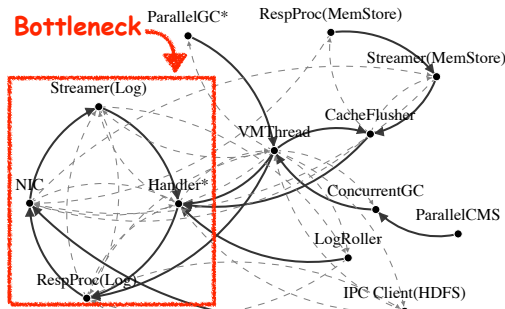 ParallelGC*
RespProc(MemStore)
Bottleneck
Streamer(MemStore)
Streamer(Log)
CacheFlusher
VMThread
NIC
Handler*
ConcurrentGC
ParallelCMS
LogRoller
RespProc(Log)
IPC Client(HDFS)